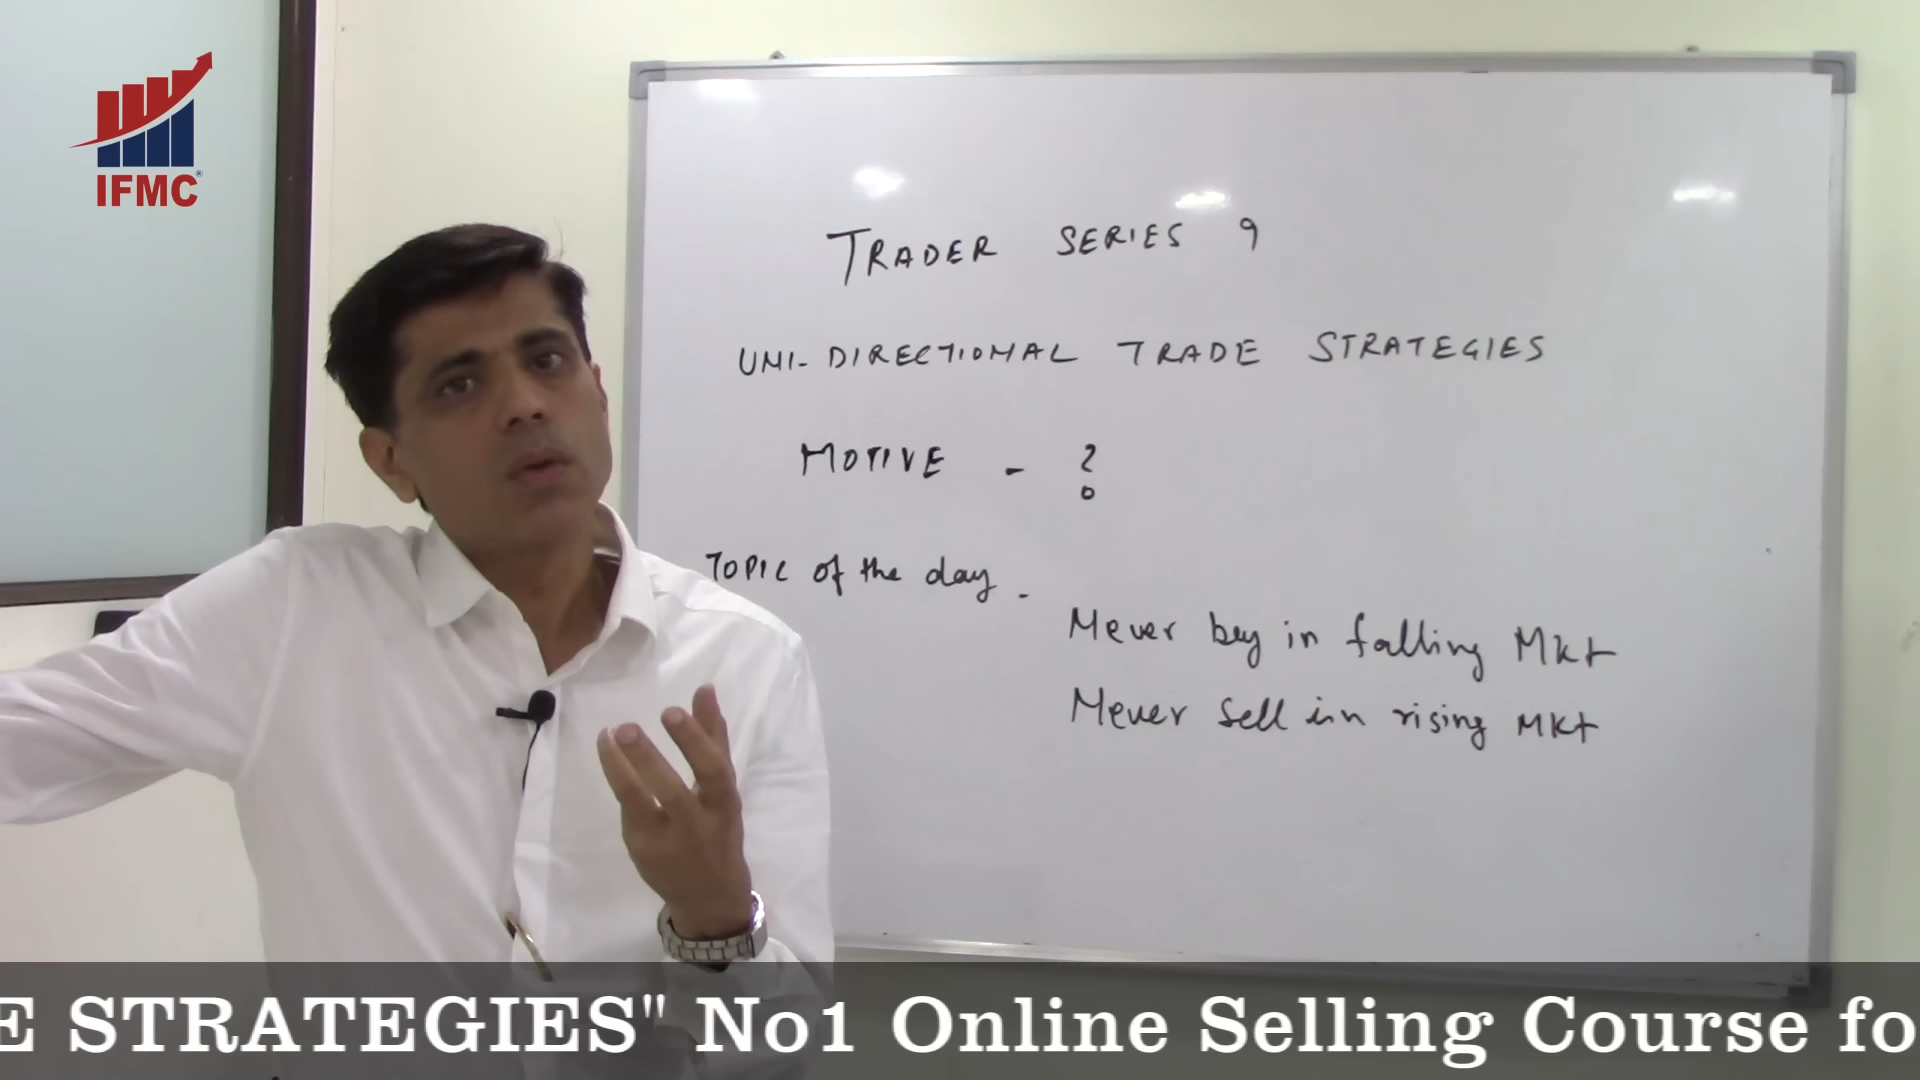 IFMC®
TRADER SERIES 9
UNI-DIRECTIONAL TRADE STRATEGIES
MOTIVE - ?
TOPIC of the day -
Never buy in falling Mkt
Never Sell in rising MKt
E STRATEGIES" No1 Online Selling Course fo